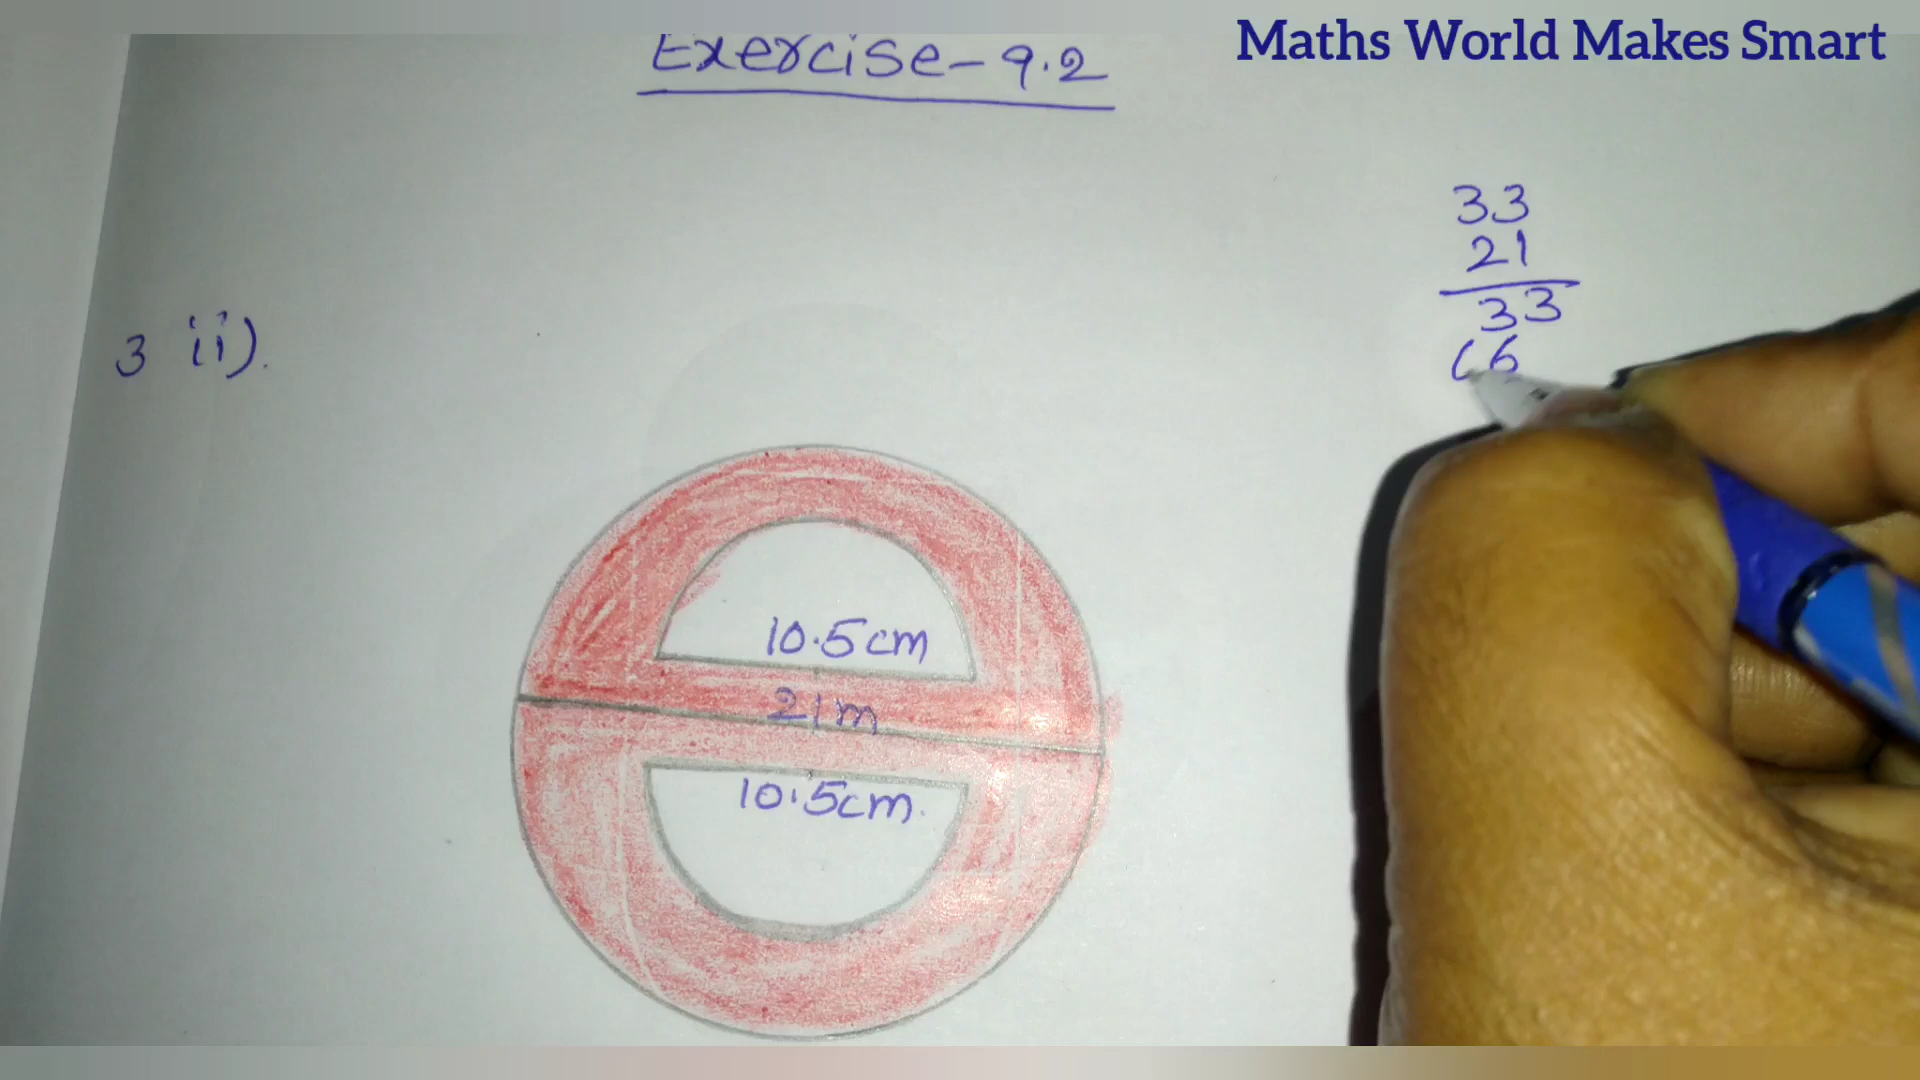 Maths World Makes Smart
Exercise-9.2
33
21
33
66
3 ii).
10.5cm
21m
10.5cm.